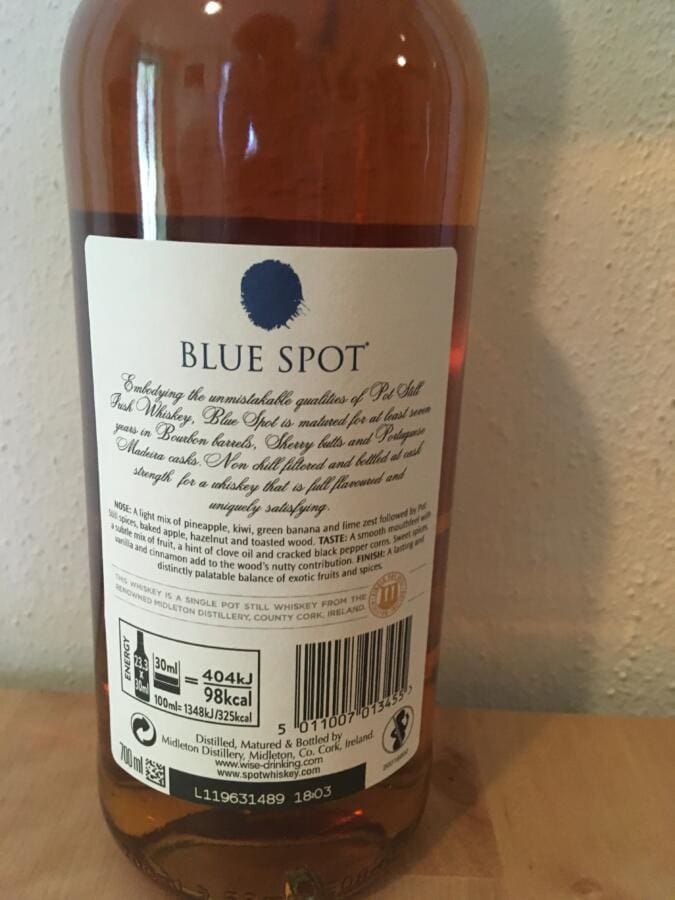 BLUE SPOT
Embodying the unmistakable qualities of Pot Still
Irish Whiskey, Blue Spot is matured for at least seven
years in Bourbon barrels, Sherry butts and Portuguese
Madeira casks. Non chill filtered and bottled at cask
strength for a whiskey that is full flavoured and
uniquely satisfying.
NOSE: A light mix of pineapple, kiwi, green banana and lime zest followed by Pot
Still spices, baked apple, hazelnut and toasted wood. TASTE: A smooth mouthfeel with
a subtle mix of fruit, a hint of clove oil and cracked black pepper corns. Sweet spices,
vanilla and cinnamon add to the wood's nutty contribution. FINISH: A lasting and
distinctly palatable balance of exotic fruits and spices.
THIS WHISKEY IS A SINGLE POT STILL WHISKEY FROM THE
RENOWNED MIDLETON DISTILLERY, COUNTY CORK, IRELAND.
ENERGY
23.3
x
30ml
30ml
= 404kJ
98kcal
100ml= 1348kJ/325kcal
5 011007 013455
Distilled, Matured & Bottled by
Midleton Distillery, Midleton, Co. Cork, Ireland.
www.wise-drinking.com
www.spotwhiskey.com
700ml
L119631489 18:03